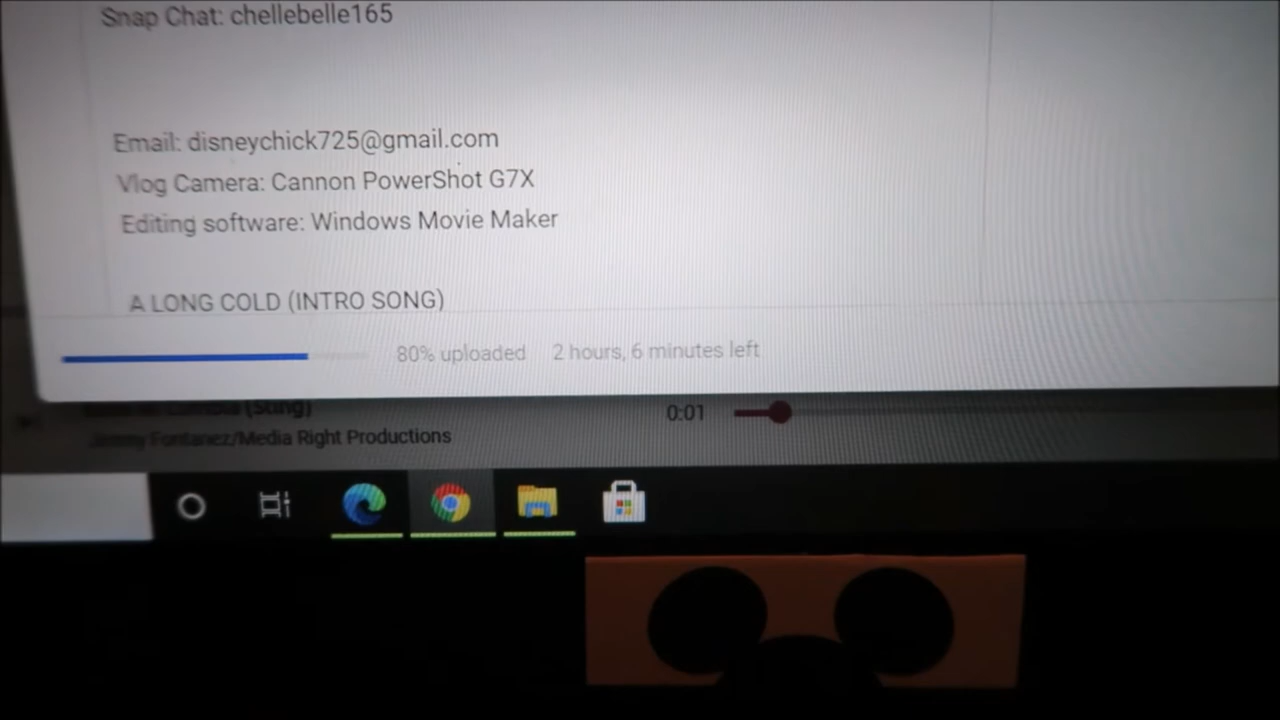 Snap Chat: chellebelle165
Email: disneychick725@gmail.com
Vlog Camera: Cannon PowerShot G7X
Editing software: Windows Movie Maker
A LONG COLD (INTRO SONG)
80% uploaded 2 hours, 6 minutes left
(Sting)
0:01
Jimmy Fontanez/Media Right Productions